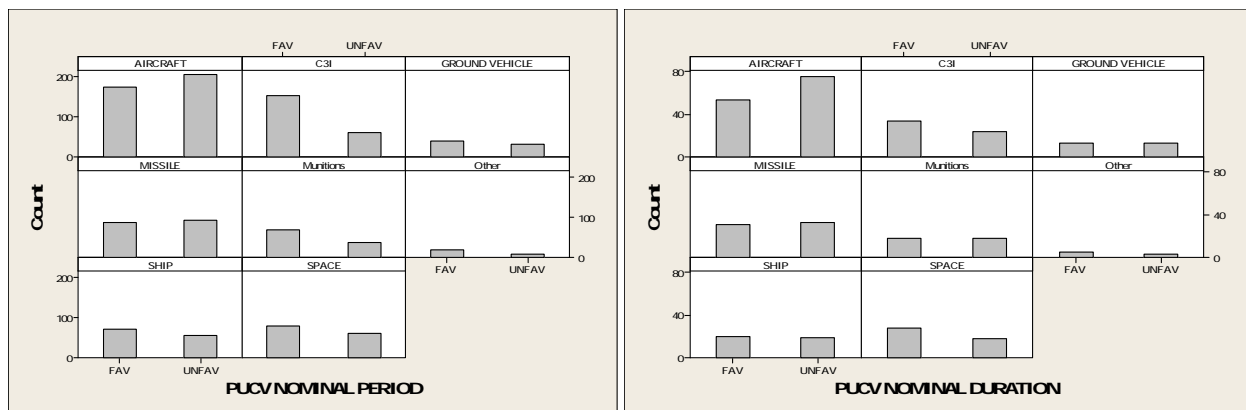 FAV UNFAV
AIRCRAFT C3I GROUND VEHICLE
200
100
0
MISSILE Munitions Other
200
100
0
SHIP SPACE
FAV UNFAV
200
100
0
FAV UNFAV
Count
PUCV NOMINAL PERIOD
FAV UNFAV
AIRCRAFT C3I GROUND VEHICLE
80
40
0
MISSILE Munitions Other
80
40
0
SHIP SPACE
FAV UNFAV
80
40
0
FAV UNFAV
Count
PUCV NOMINAL DURATION